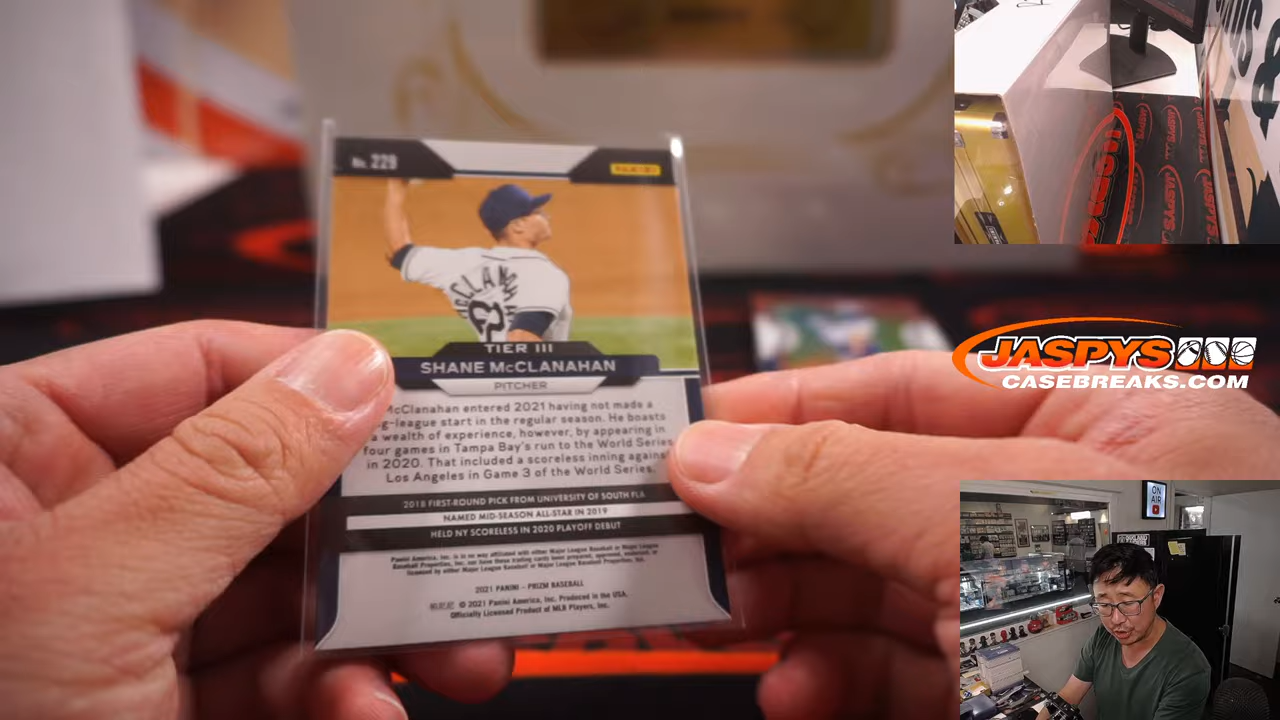 No. 229
PANINI
McCLANAHAN
TIER III
SHANE McCLANAHAN
PITCHER
McClanahan entered 2021 having not made a
g-league start in the regular season. He boasts
a wealth of experience, however, by appearing in
four games in Tampa Bay's run to the World Series
in 2020. That included a scoreless inning against
Los Angeles in Game 3 of the World Series.
2018 FIRST-ROUND PICK FROM UNIVERSITY OF SOUTH FLA
NAMED MID-SEASON ALL-STAR IN 2019
HELD NY SCORELESS IN 2020 PLAYOFF DEBUT
Panini America, Inc. is in no way affiliated with either Major League Baseball or Major League
Baseball Properties, Inc. nor have these trading cards been prepared, approved, endorsed, or
licensed by either Major League Baseball or Major League Baseball Properties, Inc.
2021 PANINI – PRIZM BASEBALL
© 2021 Panini America, Inc. Produced in the USA.
Officially Licensed Product of MLB Players, Inc.
JASPYS
CASEBREAKS.COM
ON
AIR